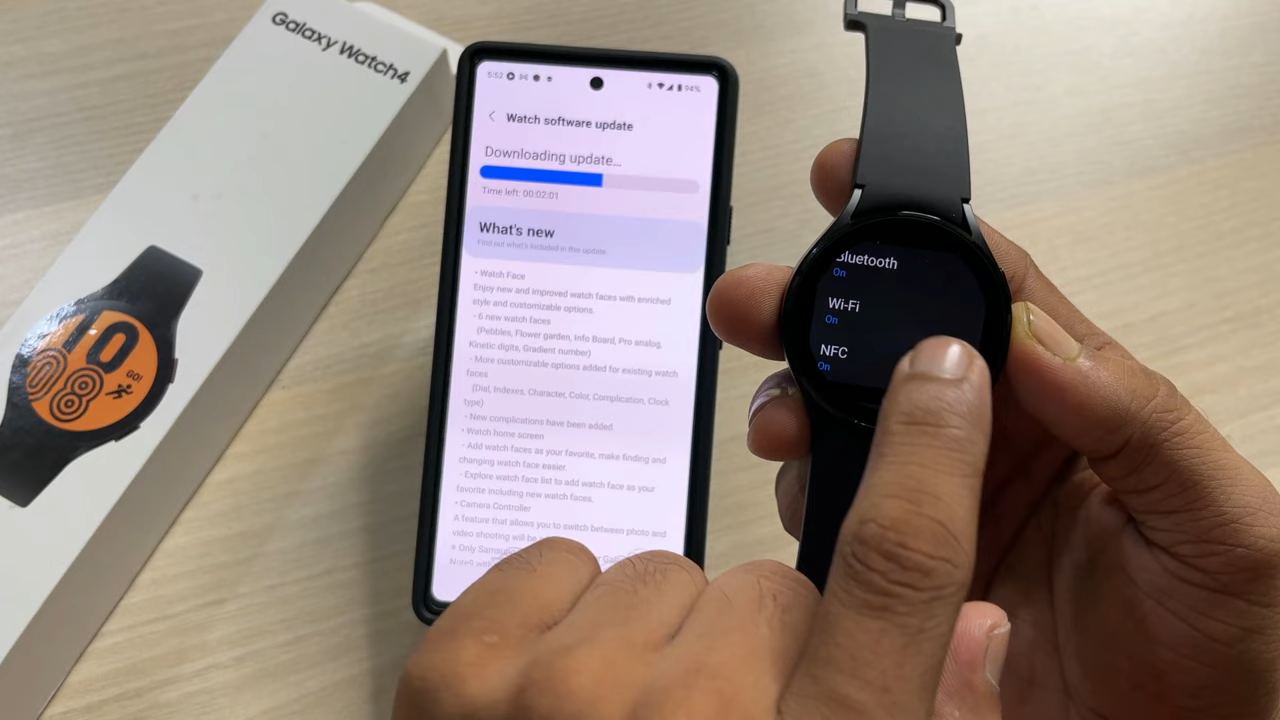 Galaxy Watch4
10
08
GO!
5:52
94%
Watch software update
Downloading update...
Time left: 00:02:01
What's new
Find out what's included in this update.
• Watch Face
Enjoy new and improved watch faces with enriched
style and customizable options.
- 6 new watch faces
(Pebbles, Flower garden, Info Board, Pro analog,
Kinetic digits, Gradient number)
- More customizable options added for existing watch
faces
(Dial, Indexes, Character, Color, Complication, Clock
type)
- New complications have been added.
• Watch home screen
- Add watch faces as your favorite, make finding and
changing watch face easier.
- Explore watch face list to add watch face as your
favorite including new watch faces.
• Camera Controller
A feature that allows you to switch between photo and
video shooting will be
Only
Note9 with
Bluetooth
On
Wi-Fi
On
NFC
On